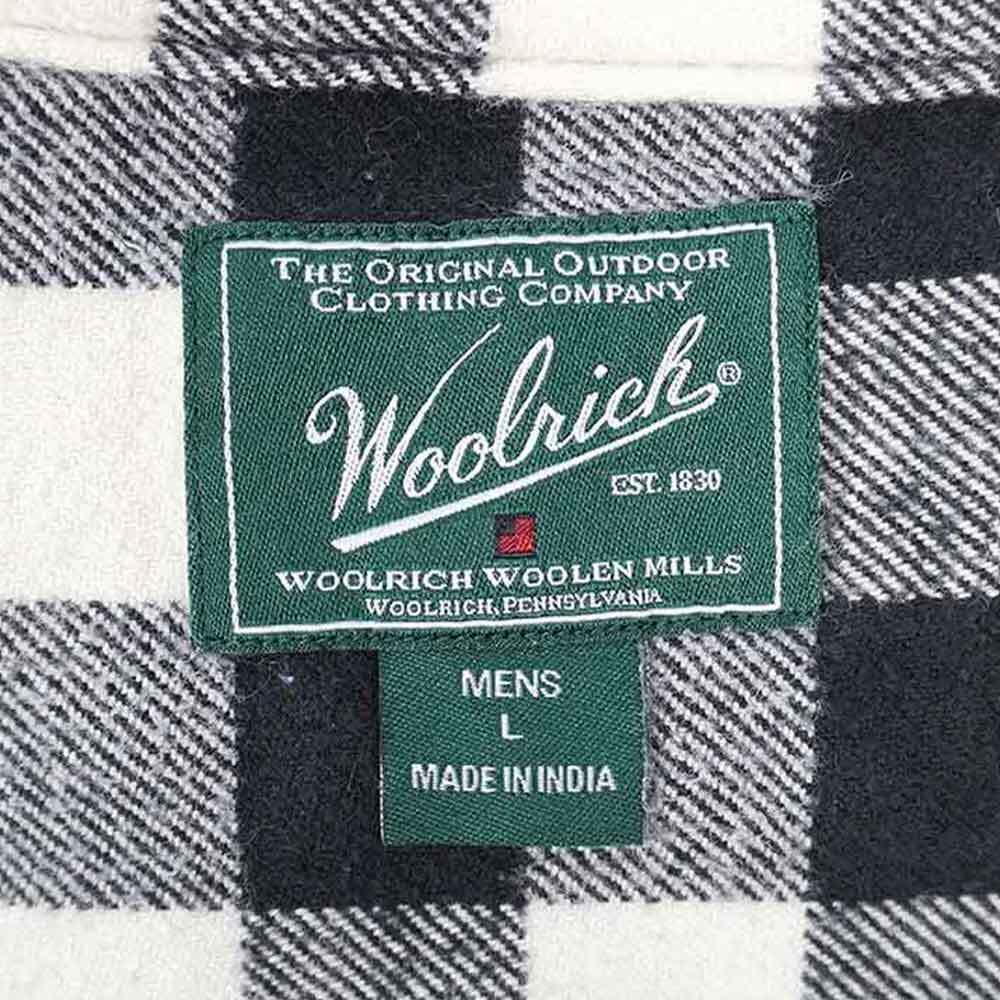 THE ORIGINAL OUTDOOR
CLOTHING COMPANY
Woolrich®
EST. 1830
WOOLRICH WOOLEN MILLS
WOOLRICH, PENNSYLVANIA
MENS
L
MADE IN INDIA